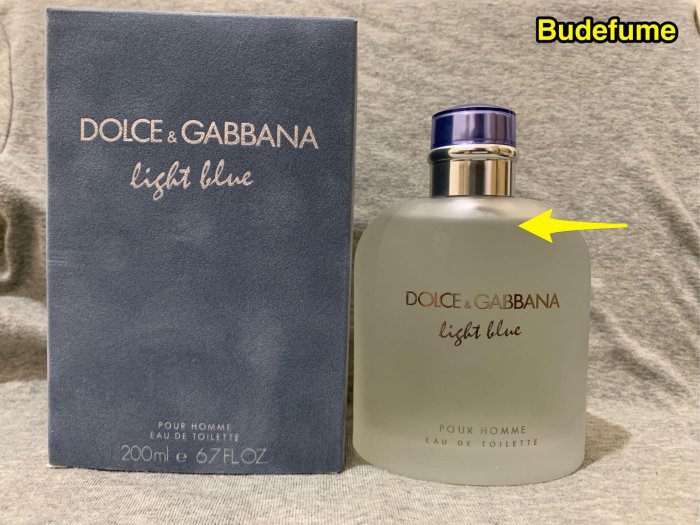 Budefume
DOLCE & GABBANA
light blue
POUR HOMME
EAU DE TOILETTE
200ml e 6.7 FL.OZ
DOLCE & GABBANA
light blue
POUR HOMME
EAU DE TOILETTE